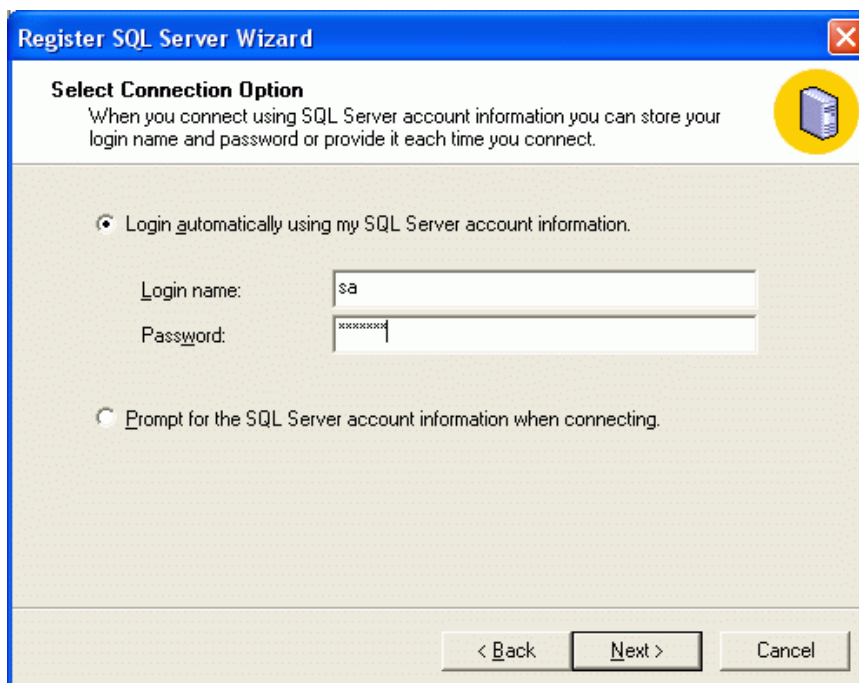 Register SQL Server Wizard
Select Connection Option
When you connect using SQL Server account information you can store your
login name and password or provide it each time you connect.
Login automatically using my SQL Server account information.
Login name: sa
Password: xxxxxxx
Prompt for the SQL Server account information when connecting.
< Back Next > Cancel